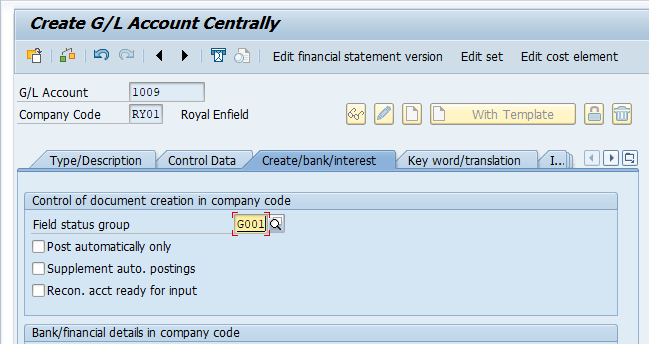 Create G/L Account Centrally
Edit financial statement version Edit set Edit cost element
G/L Account 1009
Company Code RY01 Royal Enfield With Template
Type/Description Control Data Create/bank/interest Key word/translation I...
Control of document creation in company code
Field status group G001
Post automatically only
Supplement auto. postings
Recon. acct ready for input
Bank/financial details in company code